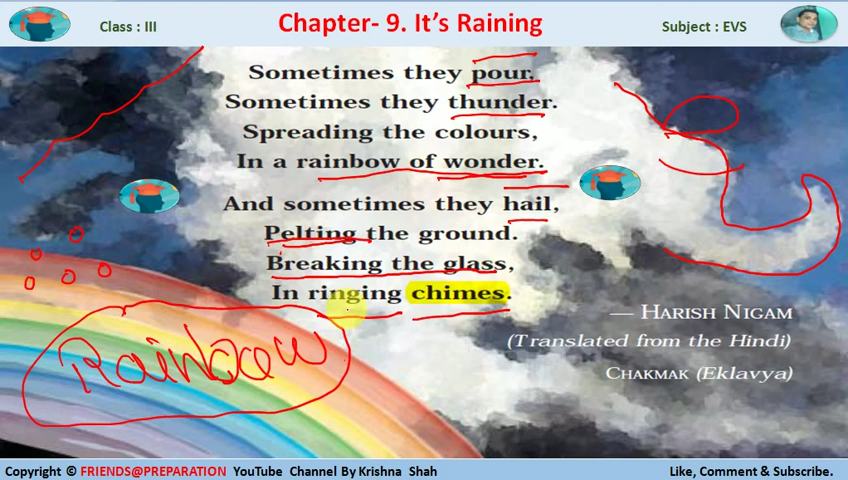 Class : III
Chapter- 9. It's Raining
Subject : EVS
Sometimes they pour.
Sometimes they thunder.
Spreading the colours,
In a rainbow of wonder.
And sometimes they hail,
Pelting the ground.
Breaking the glass,
In ringing chimes.
— Harish Nigam
(Translated from the Hindi)
Chakmak (Eklavya)
Rainbow
Copyright © FRIENDS@PREPARATION YouTube Channel By Krishna Shah
Like, Comment & Subscribe.